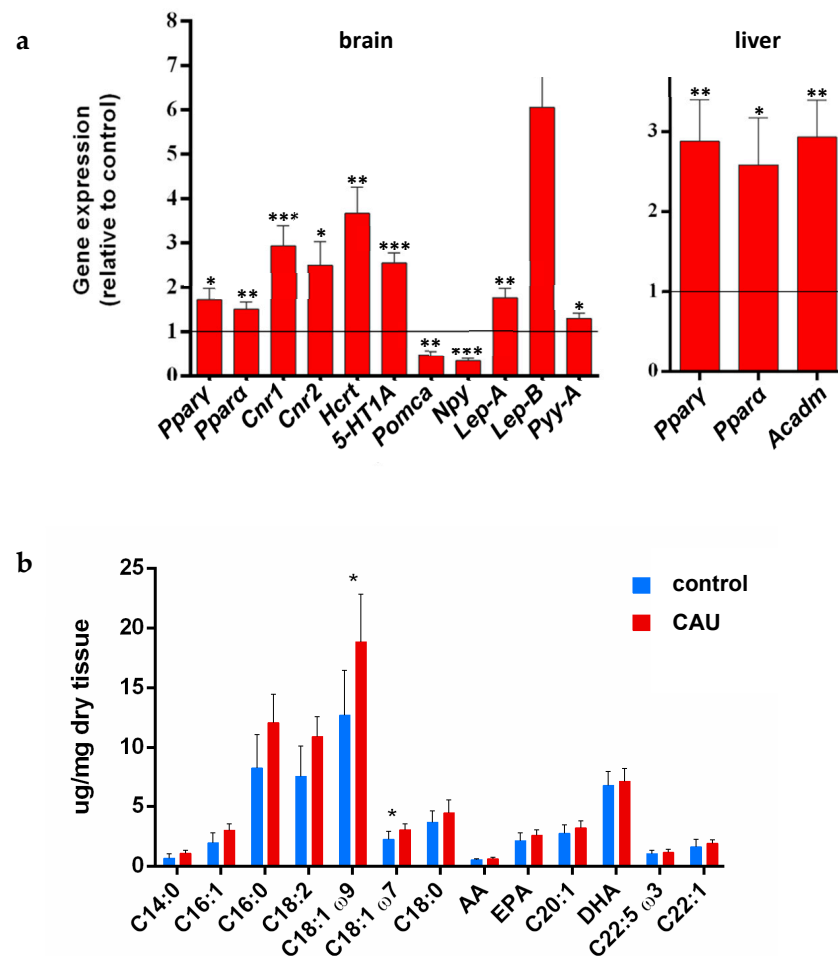 a
brain
liver
Gene expression
(relative to control)
8
7
6
5
4
3
2
1
0
*
**
***
*
**
***
**
***
**
*
Pparγ
Pparα
Cnr1
Cnr2
Hcrt
5-HT1A
Pomca
Npy
Lep-A
Lep-B
Pyy-A
3
2
1
0
**
*
**
Pparγ
Pparα
Acadm
b
ug/mg dry tissue
25
20
15
10
5
0
*
*
control
CAU
C14:0
C16:1
C16:0
C18:2
C18:1 ω9
C18:1 ω7
C18:0
AA
EPA
C20:1
DHA
C22:5 ω3
C22:1